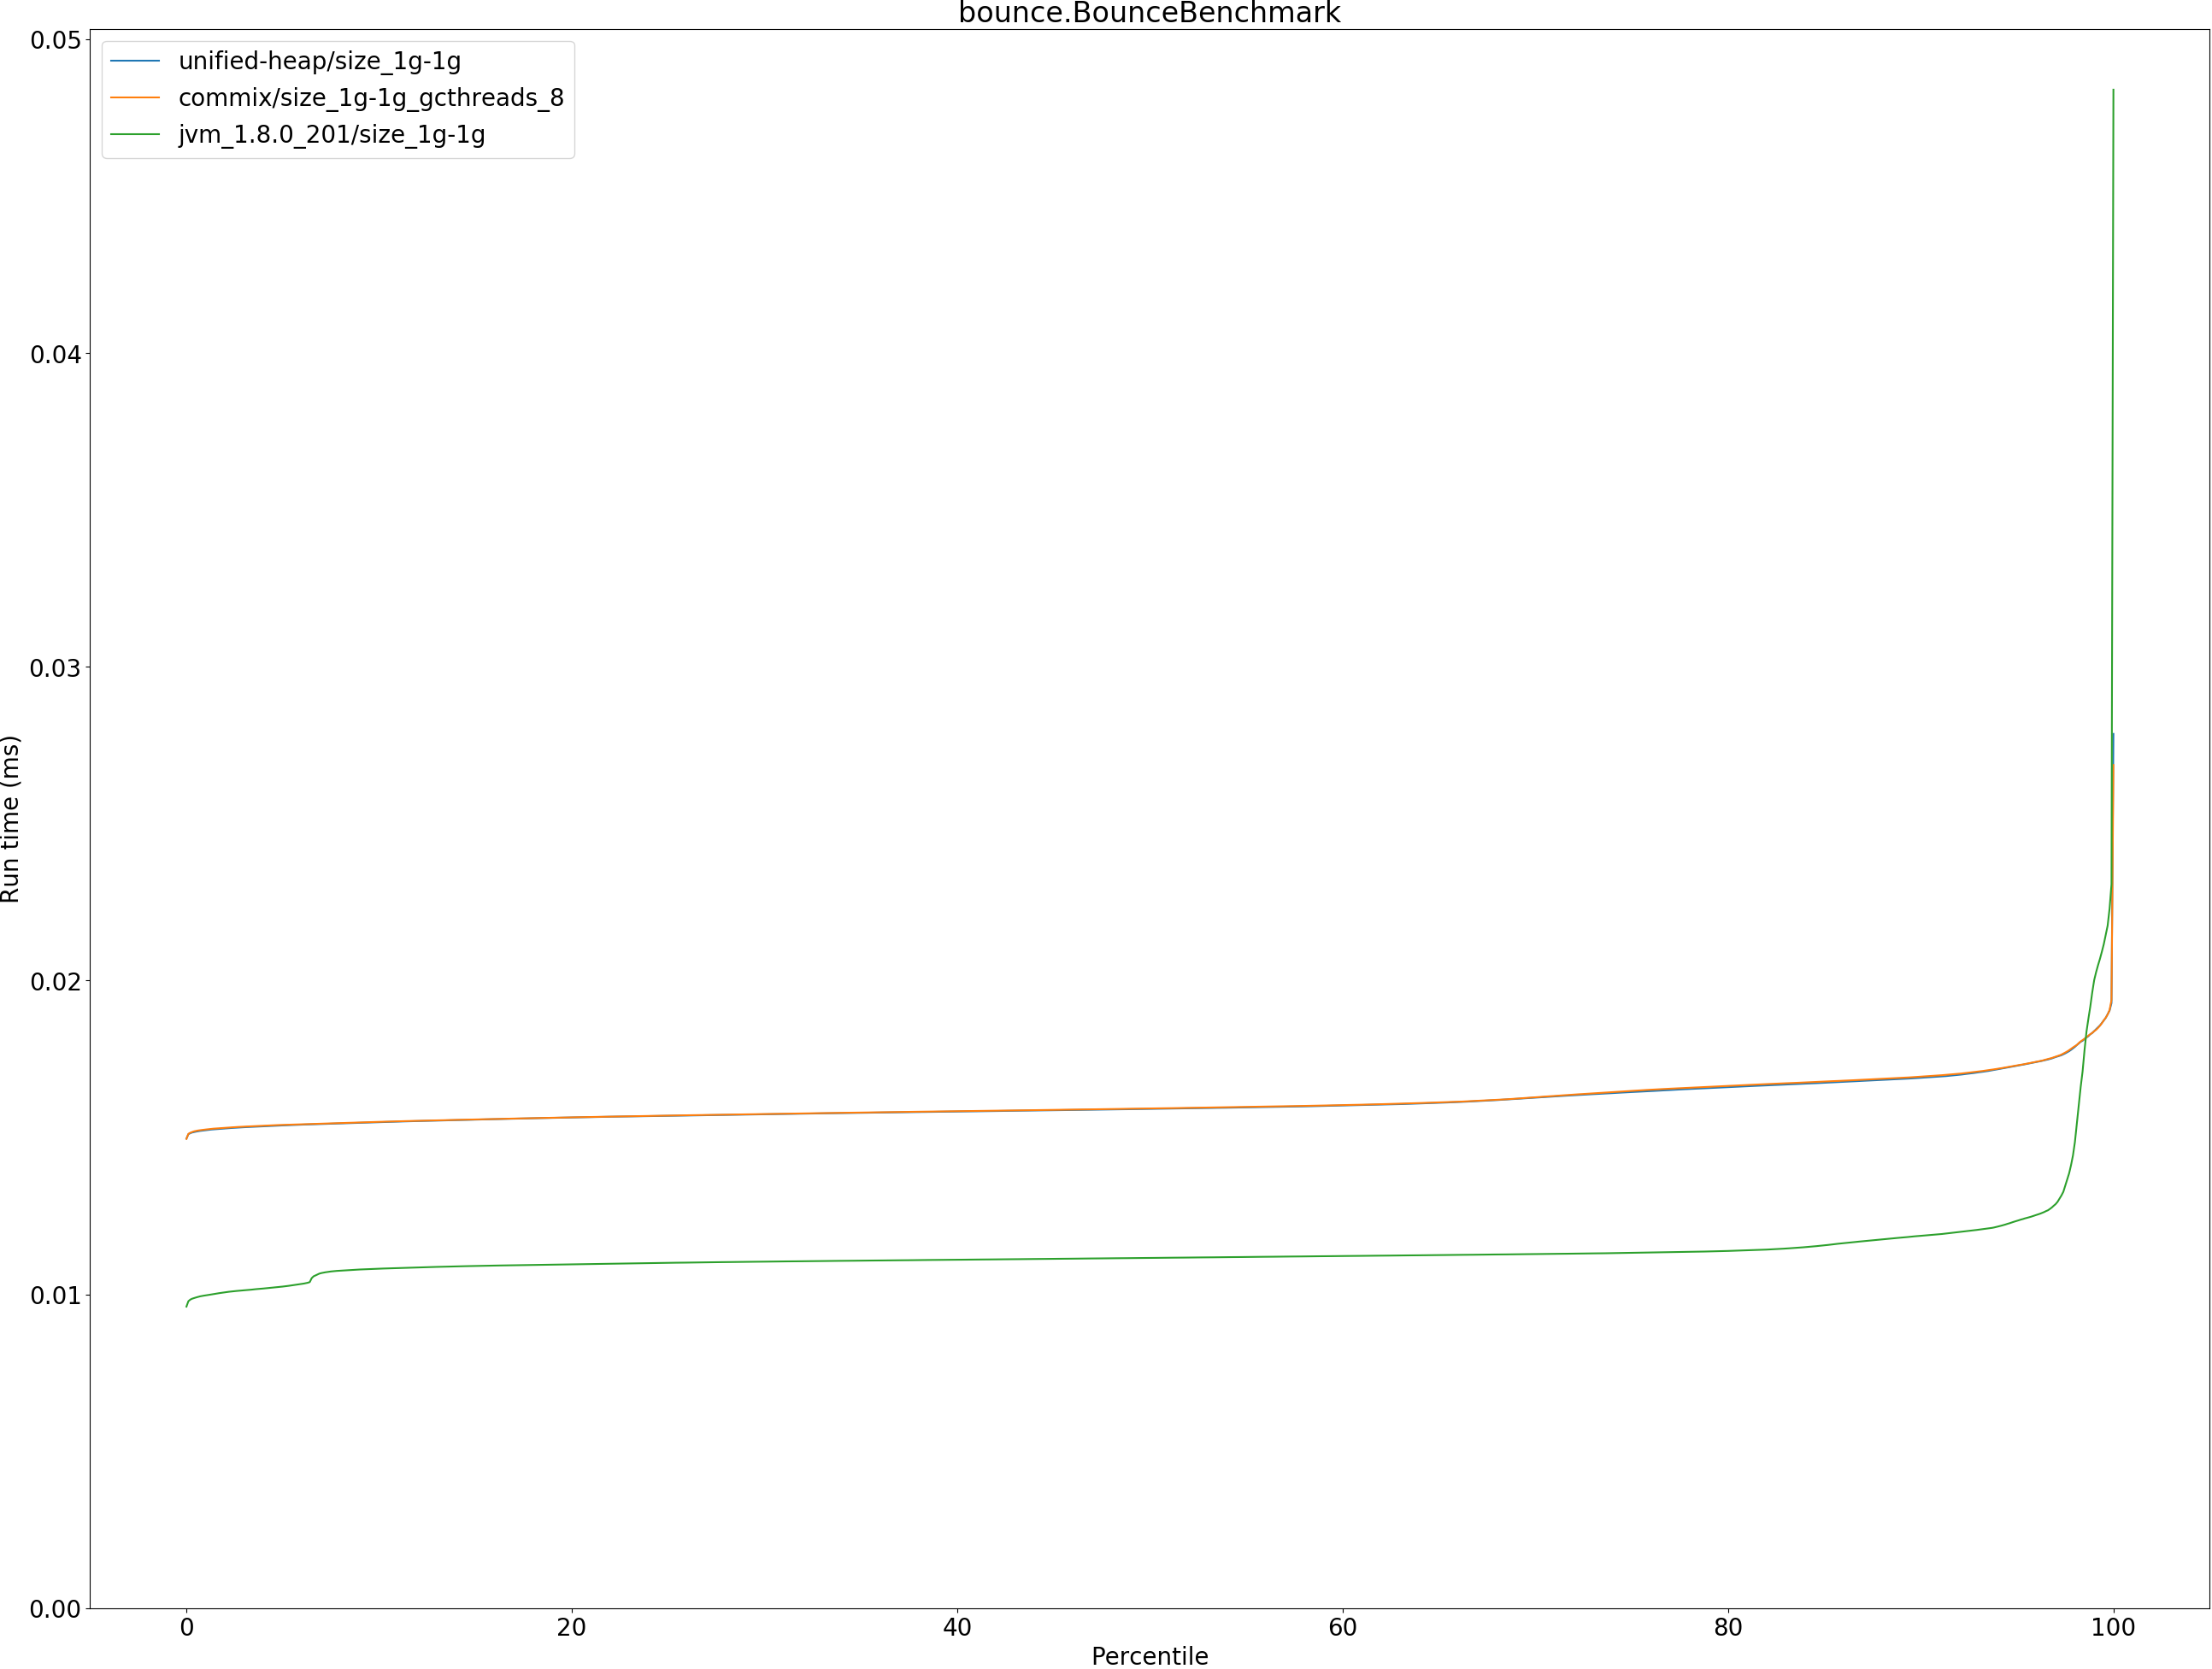 bounce.BounceBenchmark
unified-heap/size_1g-1g
commix/size_1g-1g_gcthreads_8
jvm_1.8.0_201/size_1g-1g
0.05
0.04
0.03
0.02
0.01
0.00
Run time (ms)
0 20 40 60 80 100
Percentile